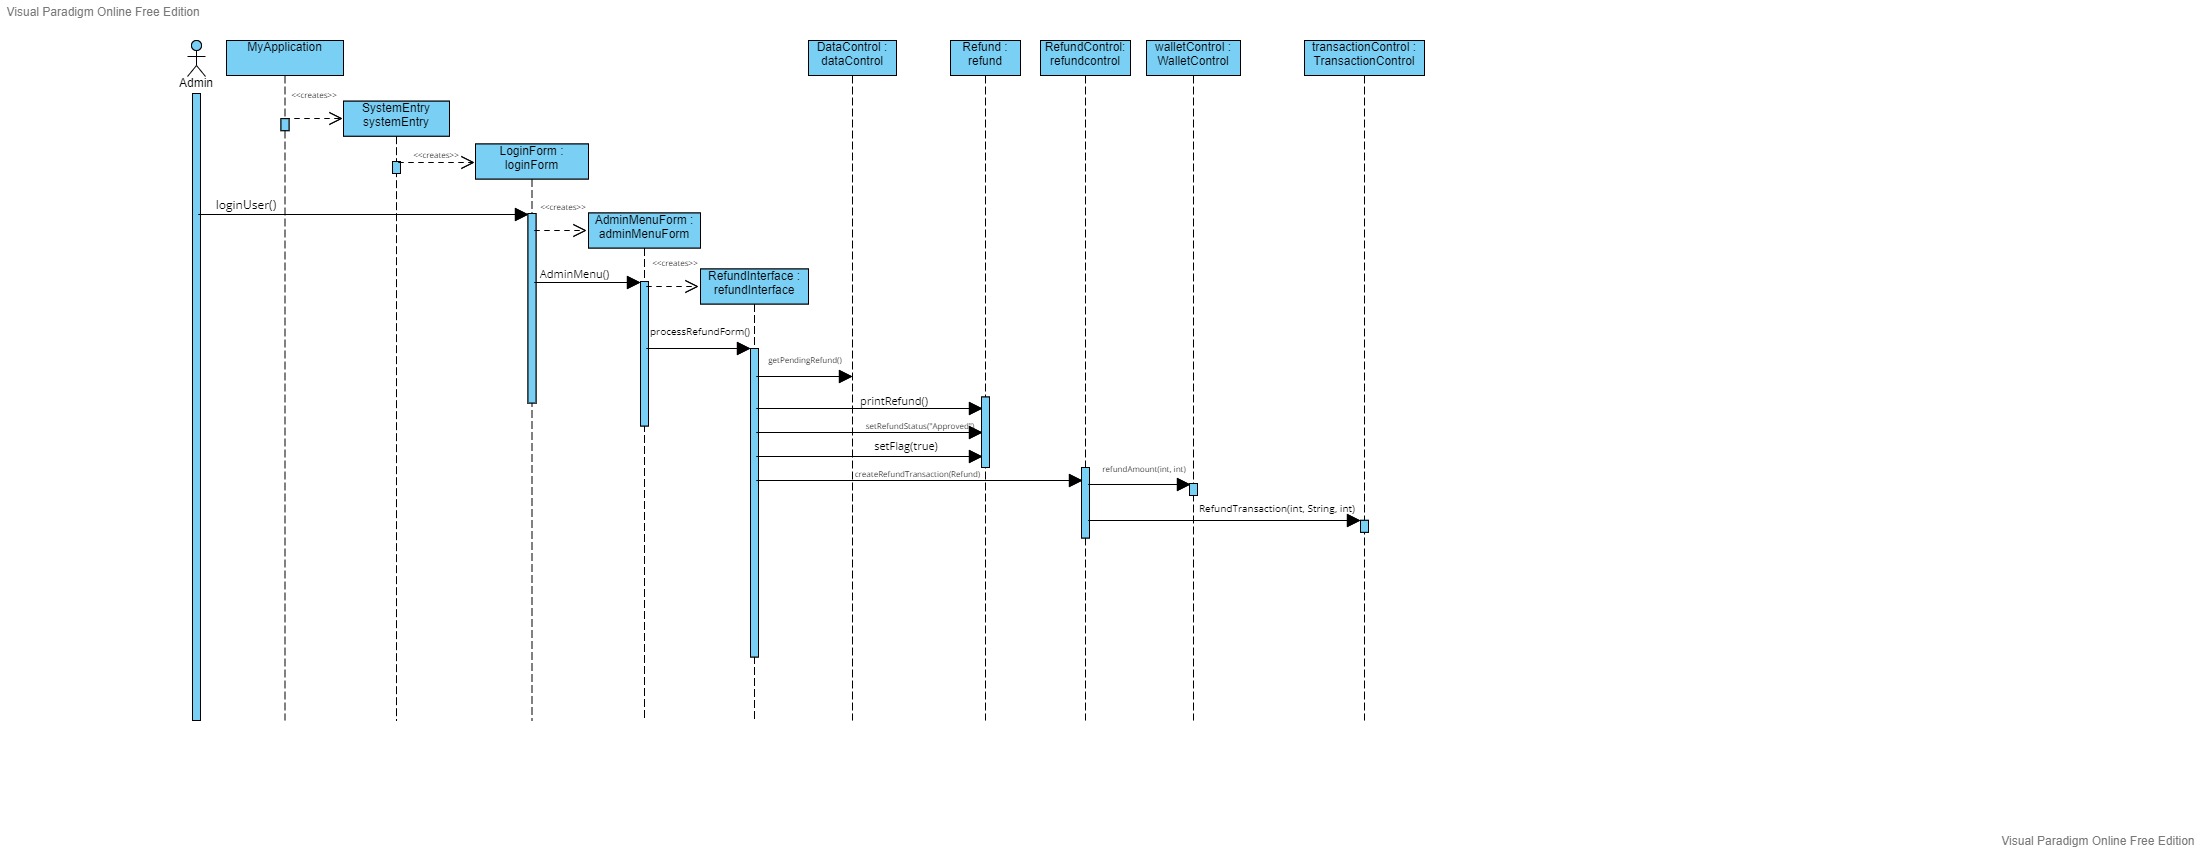 Visual Paradigm Online Free Edition
Admin
MyApplication
DataControl :
dataControl
Refund :
refund
RefundControl:
refundcontrol
walletControl :
WalletControl
transactionControl :
TransactionControl
<<creates>>
SystemEntry
systemEntry
<<creates>>
LoginForm :
loginForm
loginUser()
<<creates>>
AdminMenuForm :
adminMenuForm
AdminMenu()
<<creates>>
RefundInterface :
refundInterface
processRefundForm()
getPendingRefund()
printRefund()
setRefundStatus("Approved")
setFlag(true)
createRefundTransaction(Refund)
refundAmount(int, int)
RefundTransaction(int, String, int)
Visual Paradigm Online Free Edition